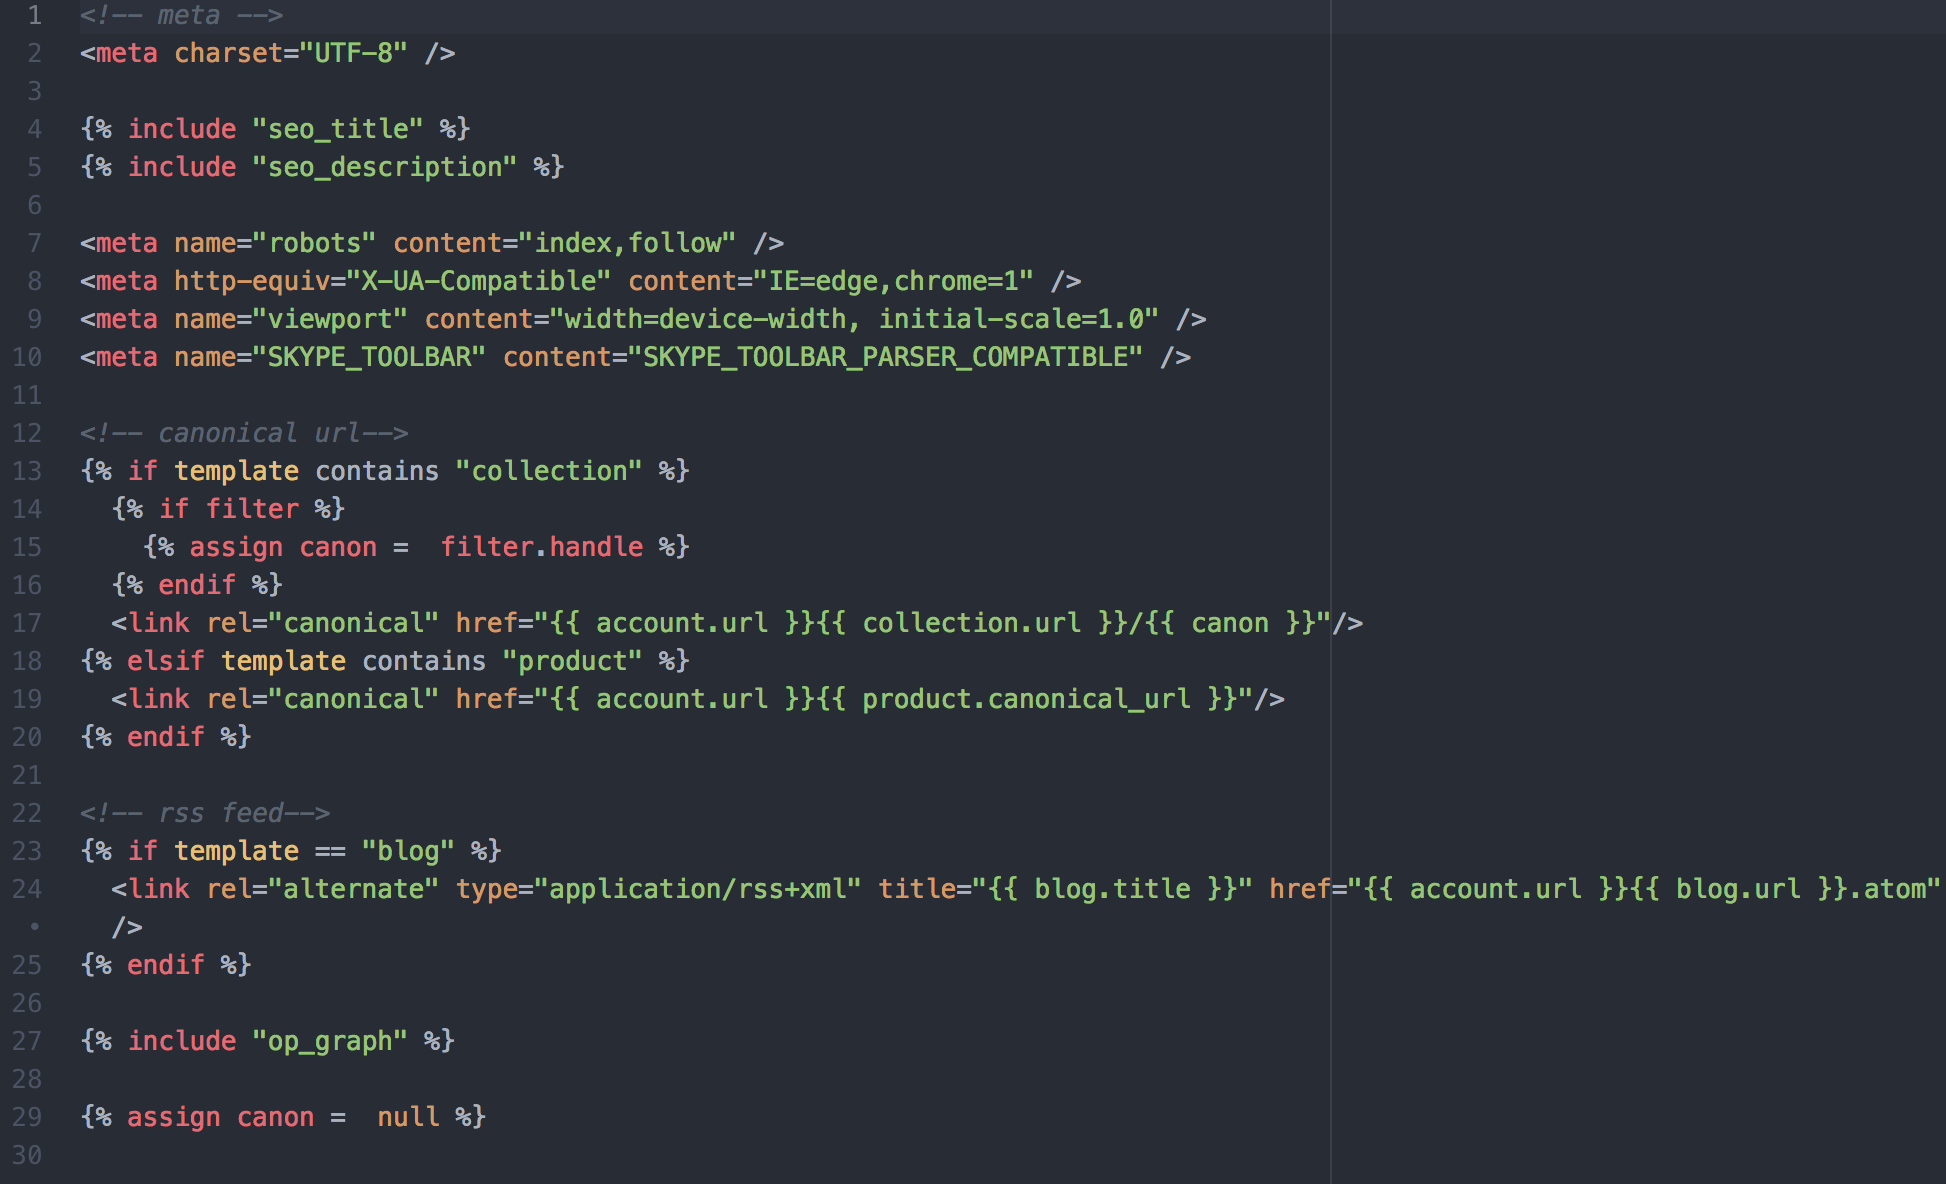 1 <!-- meta -->
2 <meta charset="UTF-8" />
3
4 {% include "seo_title" %}
5 {% include "seo_description" %}
6
7 <meta name="robots" content="index,follow" />
8 <meta http-equiv="X-UA-Compatible" content="IE=edge,chrome=1" />
9 <meta name="viewport" content="width=device-width, initial-scale=1.0" />
10 <meta name="SKYPE_TOOLBAR" content="SKYPE_TOOLBAR_PARSER_COMPATIBLE" />
11
12 <!-- canonical url-->
13 {% if template contains "collection" %}
14   {% if filter %}
15     {% assign canon =  filter.handle %}
16   {% endif %}
17   <link rel="canonical" href="{{ account.url }}{{ collection.url }}/{{ canon }}"/>
18 {% elsif template contains "product" %}
19   <link rel="canonical" href="{{ account.url }}{{ product.canonical_url }}"/>
20 {% endif %}
21
22 <!-- rss feed-->
23 {% if template == "blog" %}
24   <link rel="alternate" type="application/rss+xml" title="{{ blog.title }}" href="{{ account.url }}{{ blog.url }}.atom"
•   />
25 {% endif %}
26
27 {% include "op_graph" %}
28
29 {% assign canon =  null %}
30